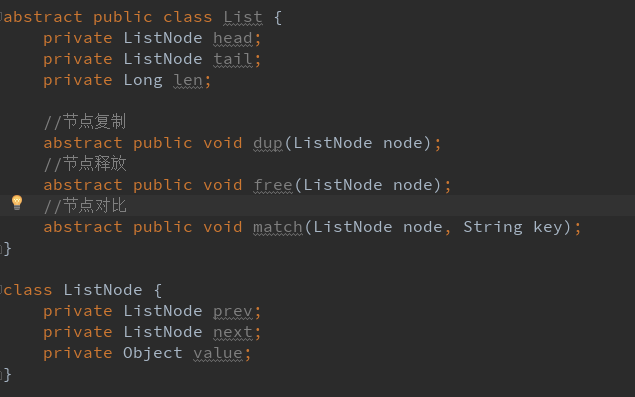 abstract public class List {
    private ListNode head;
    private ListNode tail;
    private Long len;
    //节点复制
    abstract public void dup(ListNode node);
    //节点释放
    abstract public void free(ListNode node);
    //节点对比
    abstract public void match(ListNode node, String key);
}
class ListNode {
    private ListNode prev;
    private ListNode next;
    private Object value;
}